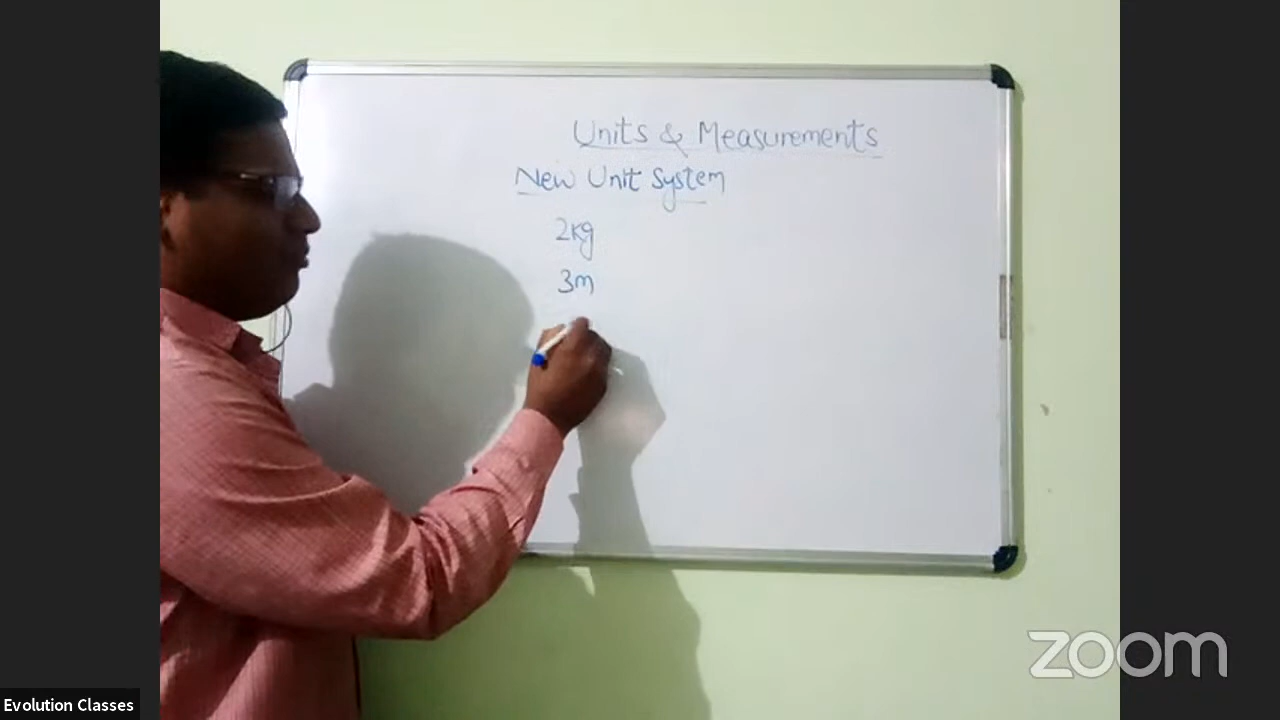 Units & Measurements
New Unit System
2kg
3m
zoom
Evolution Classes